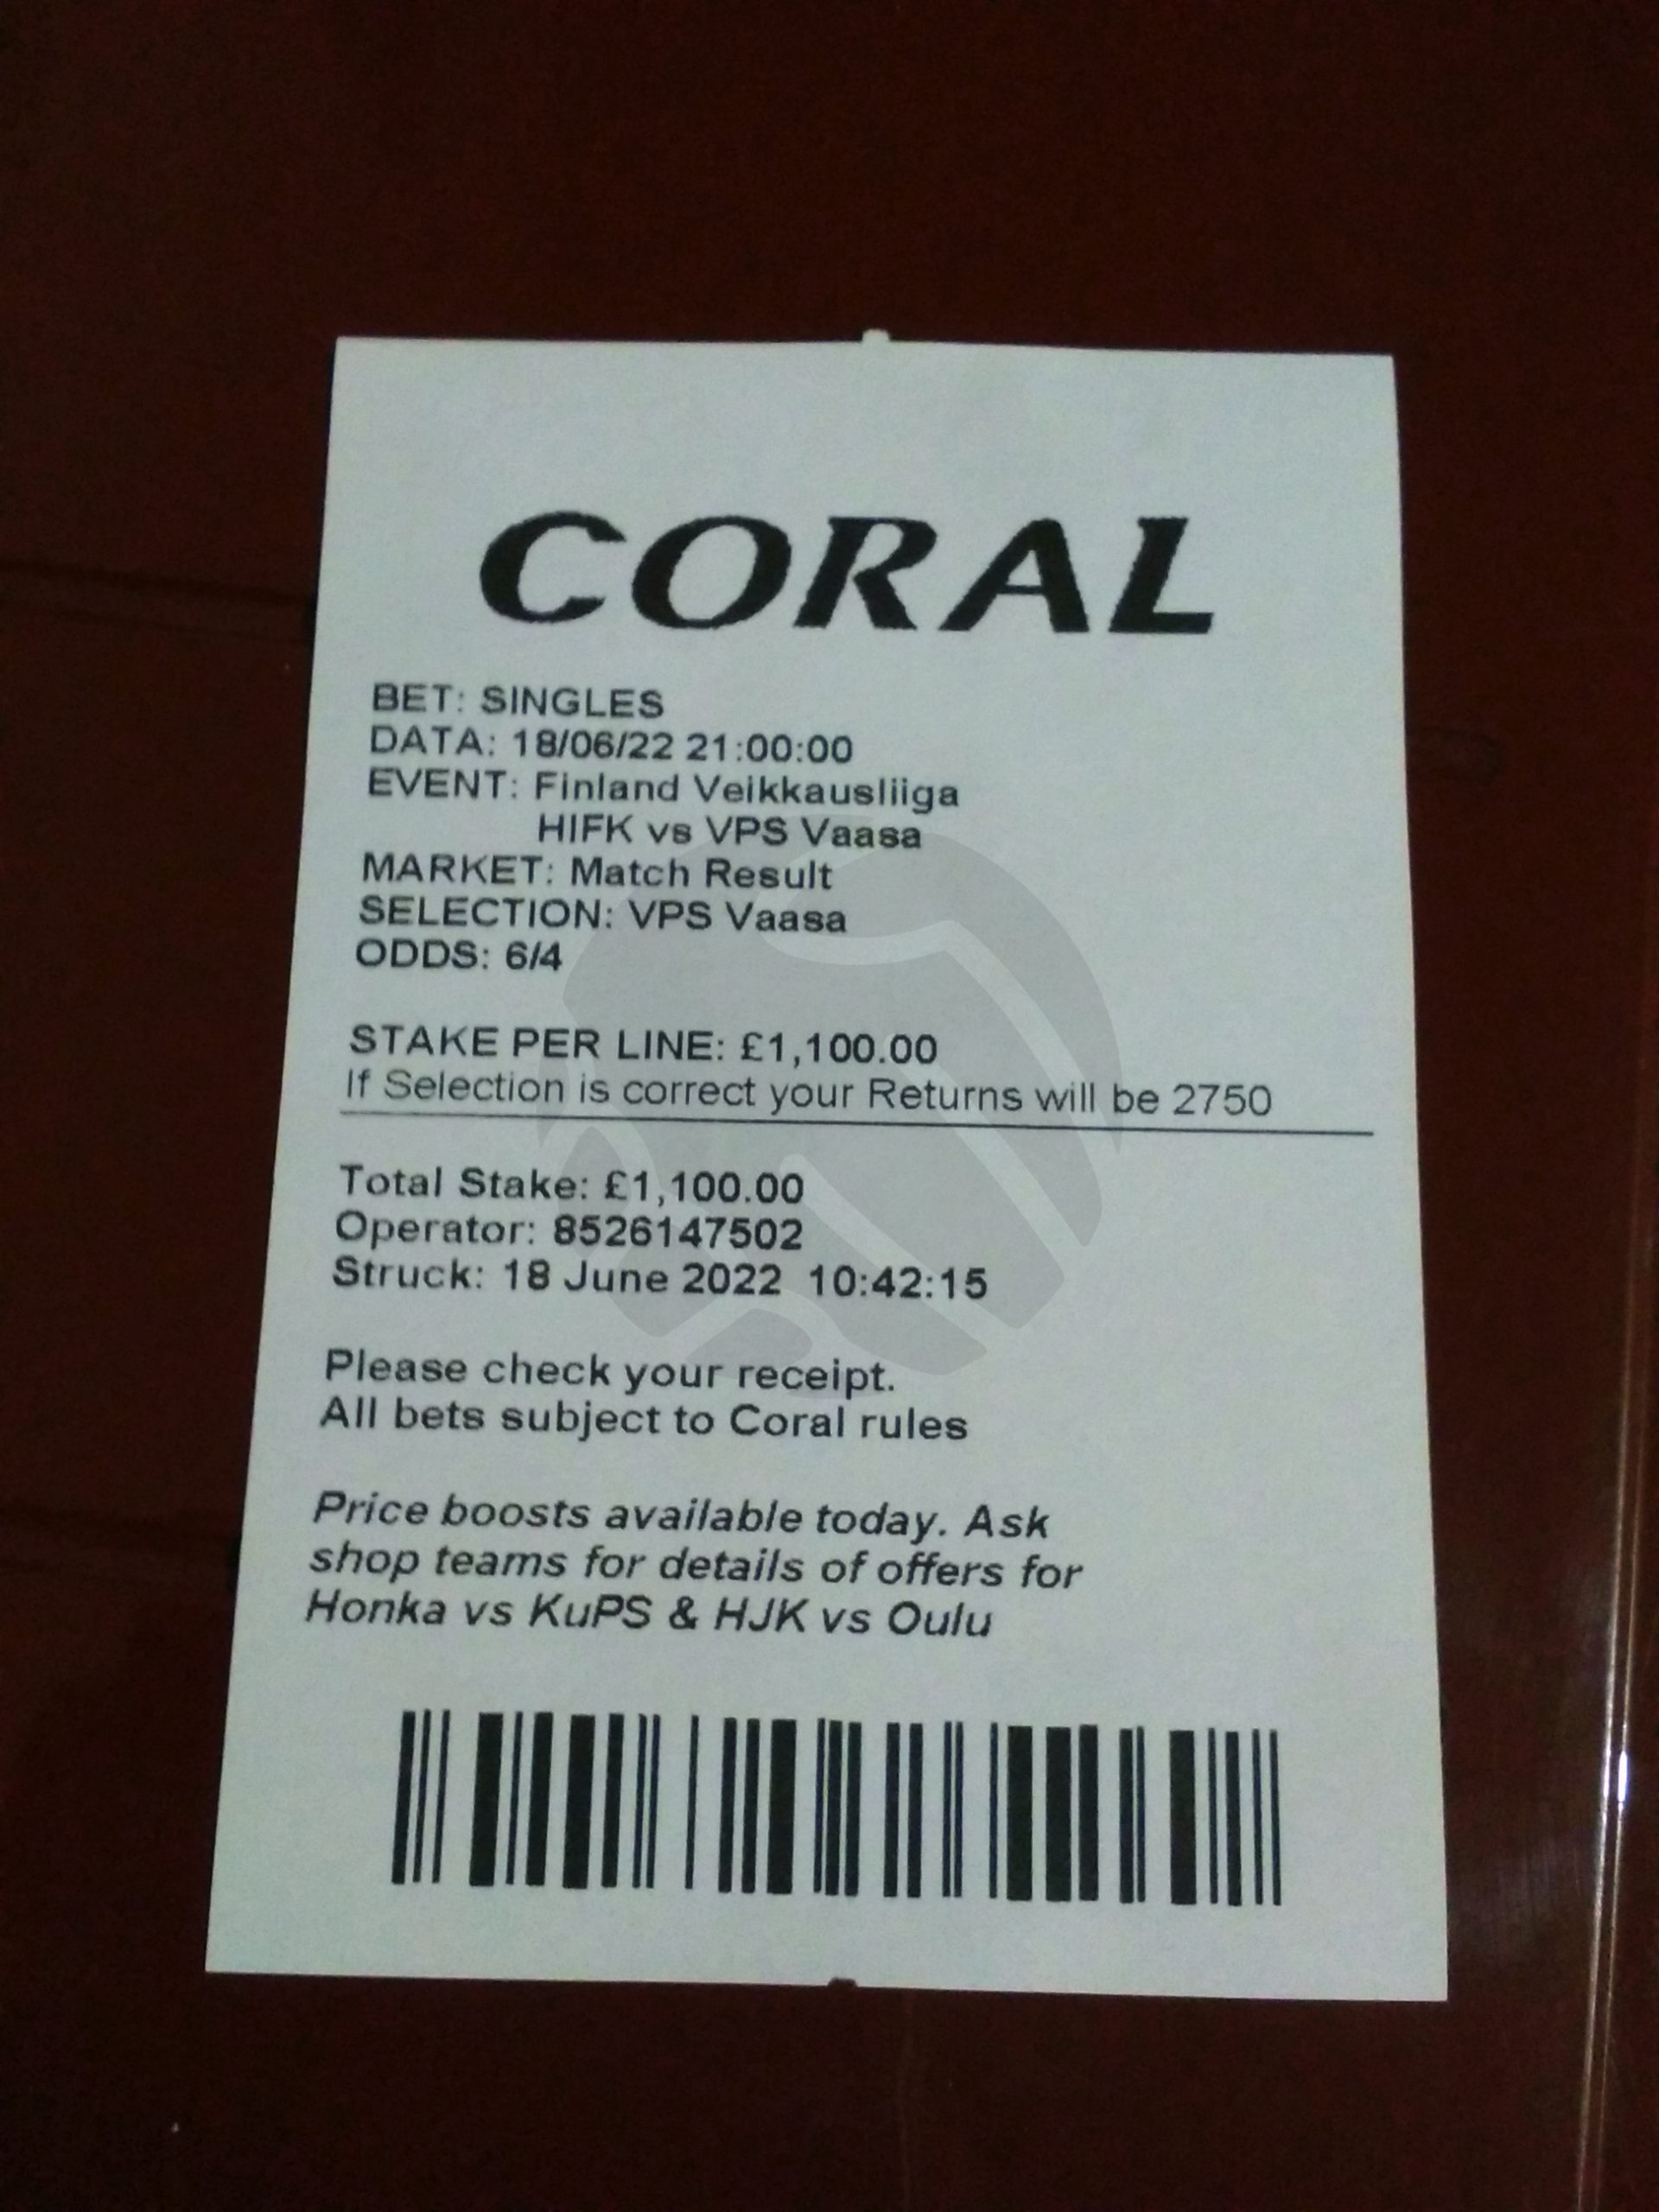 CORAL
BET: SINGLES
DATA: 18/06/22 21:00:00
EVENT: Finland Veikkausliiga
HIFK vs VPS Vaasa
MARKET: Match Result
SELECTION: VPS Vaasa
ODDS: 6/4
STAKE PER LINE: £1,100.00
If Selection is correct your Returns will be 2750
Total Stake: £1,100.00
Operator: 8526147502
Struck: 18 June 2022 10:42:15
Please check your receipt.
All bets subject to Coral rules
Price boosts available today. Ask
shop teams for details of offers for
Honka vs KuPS & HJK vs Oulu